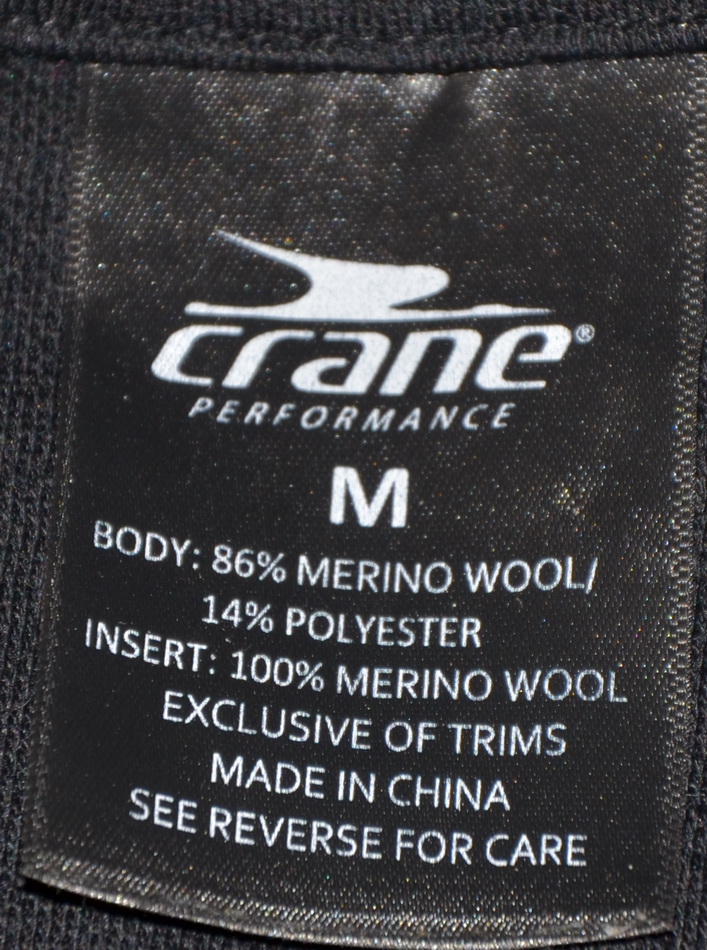 crane®
PERFORMANCE
M
BODY: 86% MERINO WOOL/
14% POLYESTER
INSERT: 100% MERINO WOOL
EXCLUSIVE OF TRIMS
MADE IN CHINA
SEE REVERSE FOR CARE